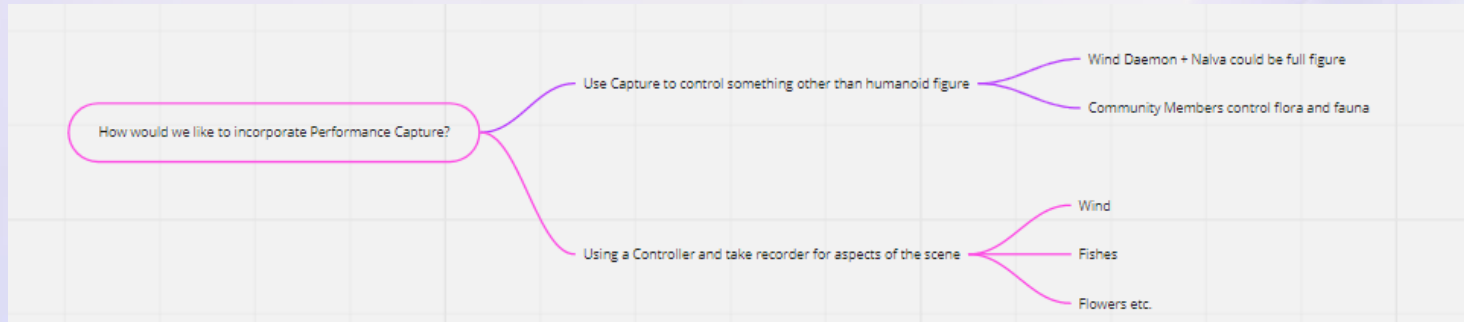 How would we like to incorporate Performance Capture?
Use Capture to control something other than humanoid figure
Wind Daemon + Nalva could be full figure
Community Members control flora and fauna
Using a Controller and take recorder for aspects of the scene
Wind
Fishes
Flowers etc.